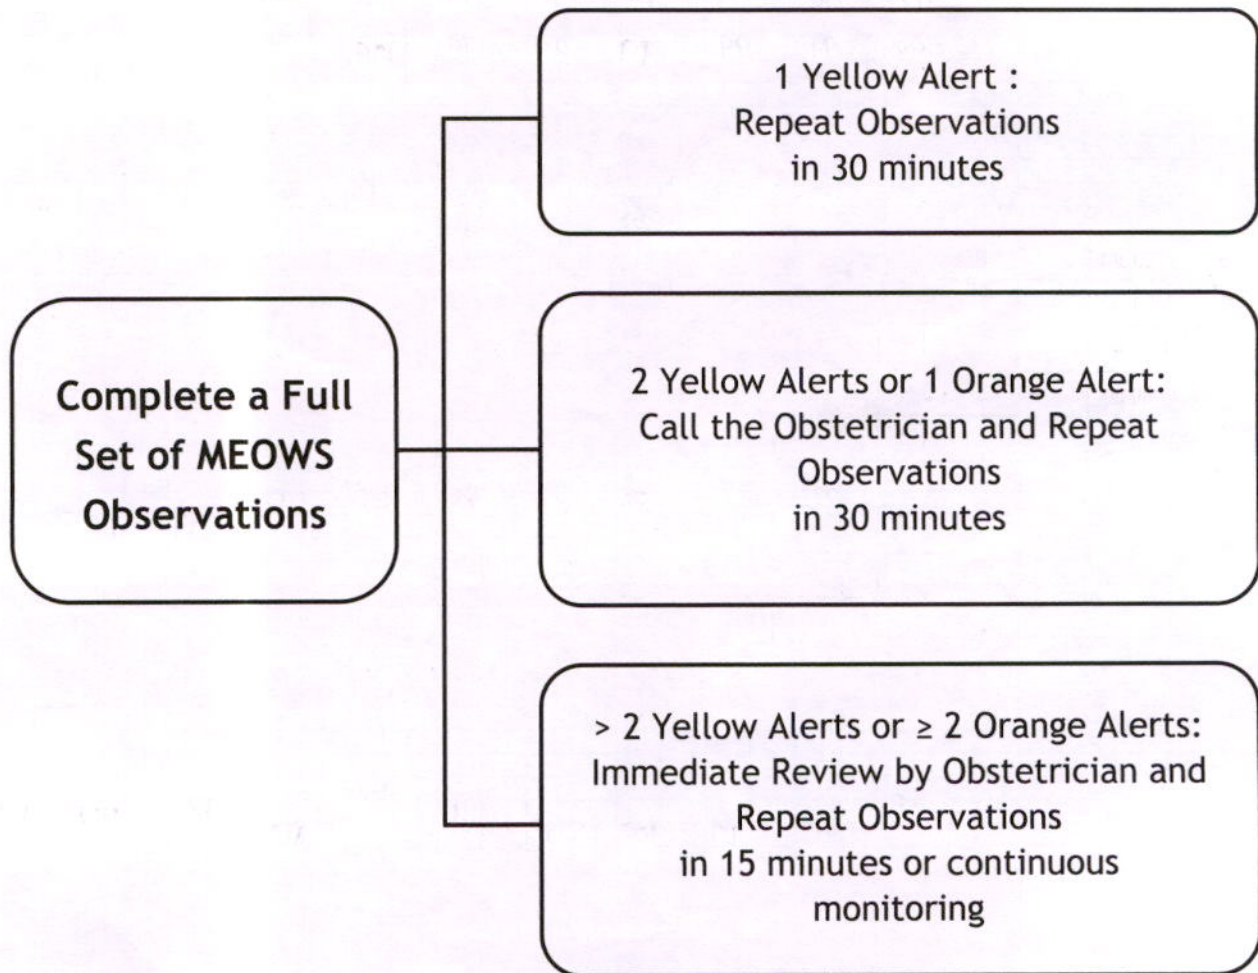 Complete a Full
Set of MEOWS
Observations
1 Yellow Alert :
Repeat Observations
in 30 minutes
2 Yellow Alerts or 1 Orange Alert:
Call the Obstetrician and Repeat
Observations
in 30 minutes
> 2 Yellow Alerts or ≥ 2 Orange Alerts:
Immediate Review by Obstetrician and
Repeat Observations
in 15 minutes or continuous
monitoring